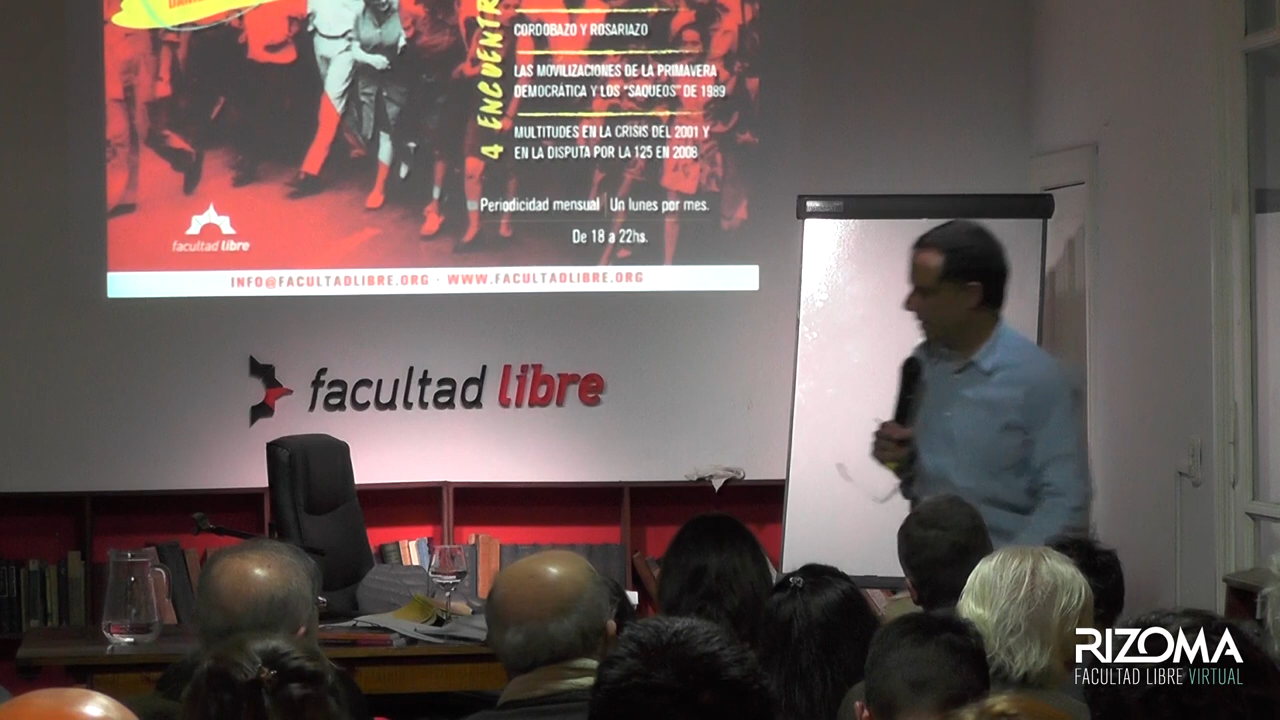 4 ENCUENTR
CORDOBAZO Y ROSARIAZO
LAS MOVILIZACIONES DE LA PRIMAVERA
DEMOCRÁTICA Y LOS "SAQUEOS" DE 1989
MULTITUDES EN LA CRISIS DEL 2001 Y
EN LA DISPUTA POR LA 125 EN 2008
Periodicidad mensual | Un lunes por mes.
De 18 a 22hs.
facultad libre
INFO@FACULTADLIBRE.ORG · WWW.FACULTADLIBRE.ORG
facultad libre
RIZOMA
FACULTAD LIBRE VIRTUAL